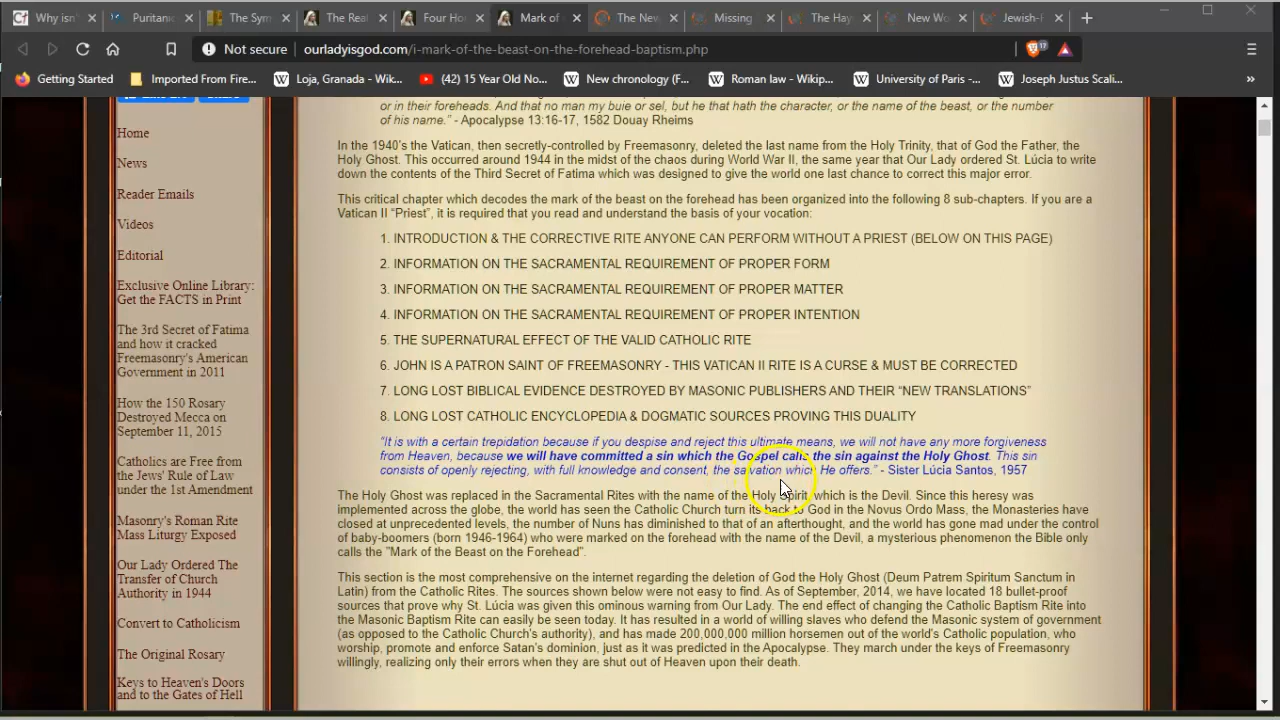 Why isn'
Puritanic
The Sym
The Real
Four Ho
Mark of
The New
Missing
The Hay
New Wo
Jewish-F
Not secure
ourladyisgod.com/i-mark-of-the-beast-on-the-forehead-baptism.php
17
Getting Started
Imported From Fire...
Loja, Granada - Wik...
(42) 15 Year Old No...
New chronology (F...
Roman law - Wikip...
University of Paris -...
Joseph Justus Scali...
»
Home
News
Reader Emails
Videos
Editorial
Exclusive Online Library:
Get the FACTS in Print
The 3rd Secret of Fatima
and how it cracked
Freemasonry's American
Government in 2011
How the 150 Rosary
Destroyed Mecca on
September 11, 2015
Catholics are Free from
the Jews' Rule of Law
under the 1st Amendment
Masonry's Roman Rite
Mass Liturgy Exposed
Our Lady Ordered The
Transfer of Church
Authority in 1944
Convert to Catholicism
The Original Rosary
Keys to Heaven's Doors
and to the Gates of Hell
or in their foreheads. And that no man my buie or sel, but he that hath the character, or the name of the beast, or the number
of his name.” - Apocalypse 13:16-17, 1582 Douay Rheims
In the 1940’s the Vatican, then secretly-controlled by Freemasonry, deleted the last name from the Holy Trinity, that of God the Father, the
Holy Ghost. This occurred around 1944 in the midst of the chaos during World War II, the same year that Our Lady ordered St. Lúcia to write
down the contents of the Third Secret of Fatima which was designed to give the world one last chance to correct this major error.
This critical chapter which decodes the mark of the beast on the forehead has been organized into the following 8 sub-chapters. If you are a
Vatican II “Priest”, it is required that you read and understand the basis of your vocation:
1. INTRODUCTION & THE CORRECTIVE RITE ANYONE CAN PERFORM WITHOUT A PRIEST (BELOW ON THIS PAGE)
2. INFORMATION ON THE SACRAMENTAL REQUIREMENT OF PROPER FORM
3. INFORMATION ON THE SACRAMENTAL REQUIREMENT OF PROPER MATTER
4. INFORMATION ON THE SACRAMENTAL REQUIREMENT OF PROPER INTENTION
5. THE SUPERNATURAL EFFECT OF THE VALID CATHOLIC RITE
6. JOHN IS A PATRON SAINT OF FREEMASONRY - THIS VATICAN II RITE IS A CURSE & MUST BE CORRECTED
7. LONG LOST BIBLICAL EVIDENCE DESTROYED BY MASONIC PUBLISHERS AND THEIR “NEW TRANSLATIONS”
8. LONG LOST CATHOLIC ENCYCLOPEDIA & DOGMATIC SOURCES PROVING THIS DUALITY
“It is with a certain trepidation because if you despise and reject this ultimate means, we will not have any more forgiveness
from Heaven, because we will have committed a sin which the Gospel calls the sin against the Holy Ghost. This sin
consists of openly rejecting, with full knowledge and consent, the salvation which He offers.” - Sister Lúcia Santos, 1957
The Holy Ghost was replaced in the Sacramental Rites with the name of the Holy Spirit, which is the Devil. Since this heresy was
implemented across the globe, the world has seen the Catholic Church turn its back to God in the Novus Ordo Mass, the Monasteries have
closed at unprecedented levels, the number of Nuns has diminished to that of an afterthought, and the world has gone mad under the control
of baby-boomers (born 1946-1964) who were marked on the forehead with the name of the Devil, a mysterious phenomenon the Bible only
calls the "Mark of the Beast on the Forehead".
This section is the most comprehensive on the internet regarding the deletion of God the Holy Ghost (Deum Patrem Spiritum Sanctum in
Latin) from the Catholic Rites. The sources shown below were not easy to find. As of September, 2014, we have located 18 bullet-proof
sources that prove why St. Lúcia was given this ominous warning from Our Lady. The end effect of changing the Catholic Baptism Rite into
the Masonic Baptism Rite can easily be seen today. It has resulted in a world of willing slaves who defend the Masonic system of government
(as opposed to the Catholic Church's authority), and has made 200,000,000 million horsemen out of the world's Catholic population, who
worship, promote and enforce Satan's dominion, just as it was predicted in the Apocalypse. They march under the keys of Freemasonry
willingly, realizing only their errors when they are shut out of Heaven upon their death.